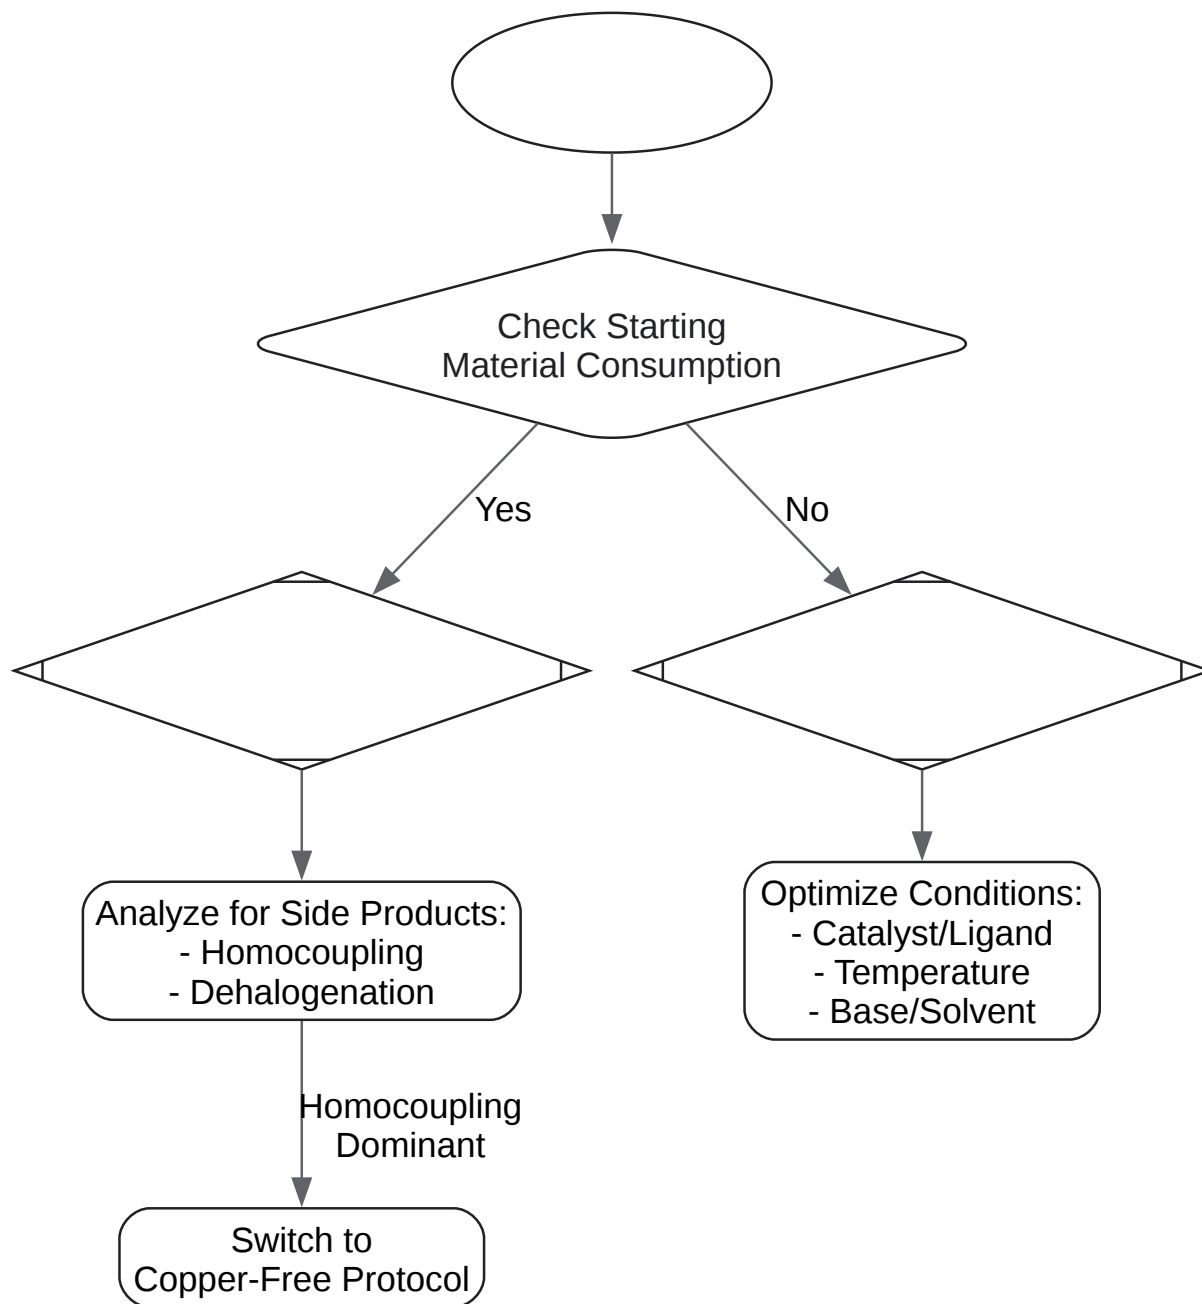 Check Starting
Material Consumption
Yes
No
Analyze for Side Products:
- Homocoupling
- Dehalogenation
Optimize Conditions:
- Catalyst/Ligand
- Temperature
- Base/Solvent
Homocoupling
Dominant
Switch to
Copper-Free Protocol